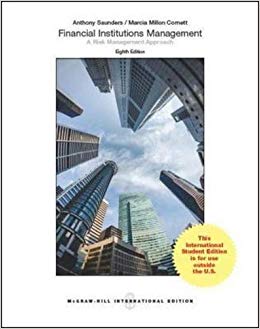 Anthony Saunders / Marcia Millon Cornett
Financial Institutions Management
A Risk Management Approach
Eighth Edition
This
International
Student Edition
is for use
outside
the U.S.
McGRAW-HILL INTERNATIONAL EDITION